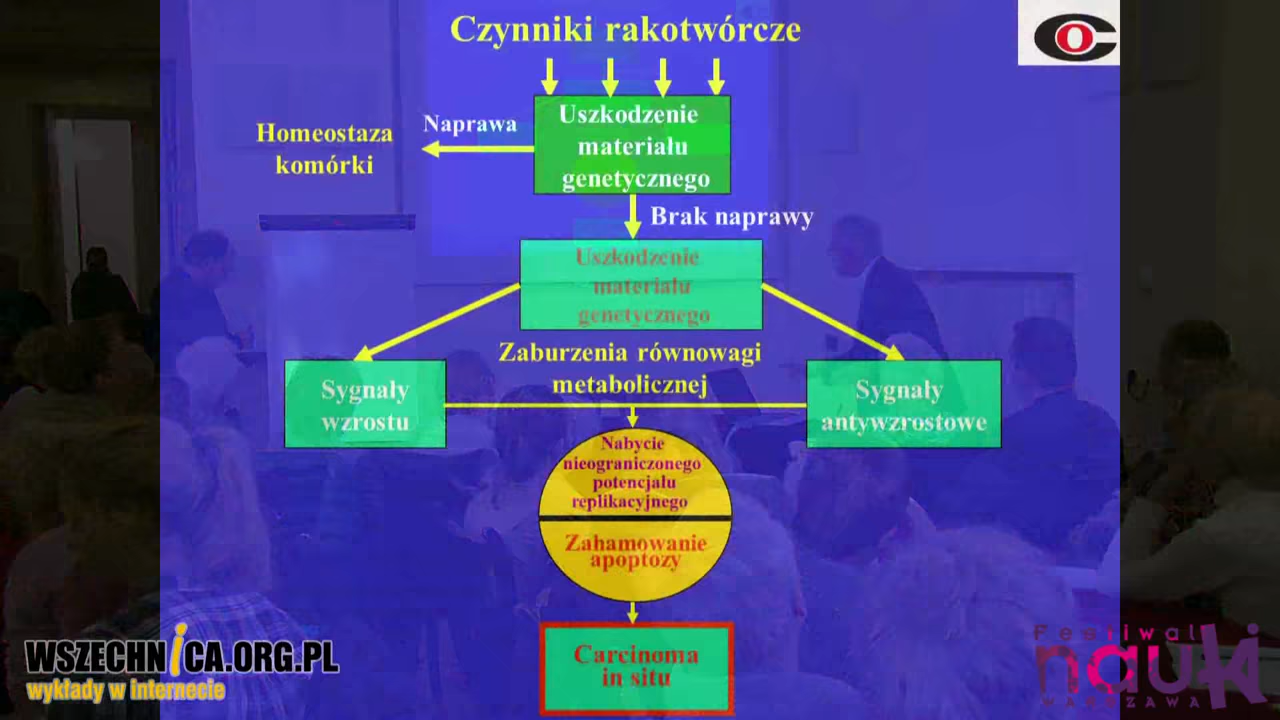 Czynniki rakotwórcze
Homeostaza
komórki
Naprawa
Uszkodzenie
materiału
genetycznego
Brak naprawy
Uszkodzenie
materiału
genetycznego
Zaburzenia równowagi
metabolicznej
Sygnały
wzrostu
Sygnały
antywzrostowe
Nabycie
nieograniczonego
potencjału
replikacyjnego
Zahamowanie
apoptozy
Carcinoma
in situ
WSZECHNICA.ORG.PL
wykłady w internecie
Festiwal
nauki
WARSZAWA